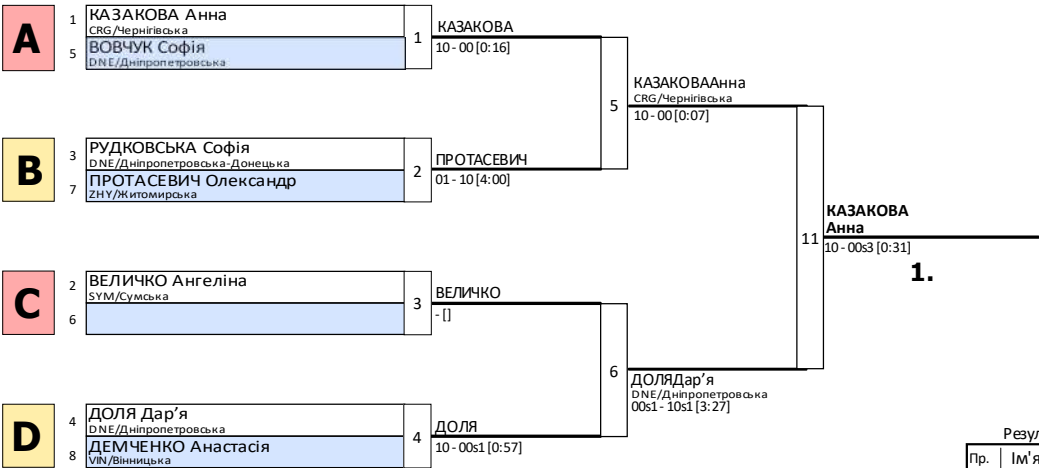 A
1 КАЗАКОВА Анна
CRG/Чернігівська
5 ВОВЧУК Софія
DNE/Дніпропетровська
1
КАЗАКОВА
10 - 00 [0:16]
B
3 РУДКОВСЬКА Софія
DNE/Дніпропетровська-Донецька
7 ПРОТАСЕВИЧ Олександр
ZHY/Житомирська
2
ПРОТАСЕВИЧ
01 - 10 [4:00]
5
КАЗАКОВААнна
CRG/Чернігівська
10 - 00 [0:07]
C
2 ВЕЛИЧКО Ангеліна
SYM/Сумська
6
3
ВЕЛИЧКО
- []
D
4 ДОЛЯ Дар’я
DNE/Дніпропетровська
8 ДЕМЧЕНКО Анастасія
VIN/Вінницька
4
ДОЛЯ
10 - 00s1 [0:57]
6
ДОЛЯДар’я
DNE/Дніпропетровська
00s1 - 10s1 [3:27]
11
КАЗАКОВА
Анна
10 - 00s3 [0:31]
1.
Резул
Пр. Ім'я